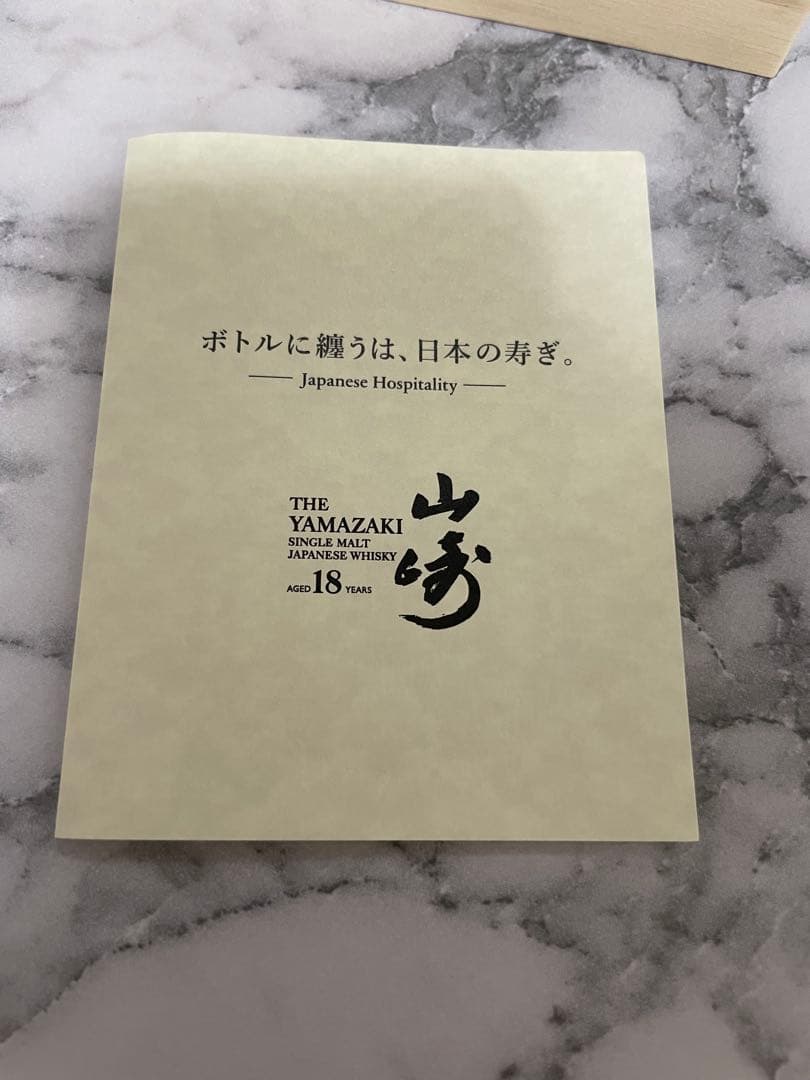 ボトルに纏うは、日本の寿ぎ。
Japanese Hospitality
THE
YAMAZAKI
SINGLE MALT
JAPANESE WHISKY
AGED 18 YEARS
山崎